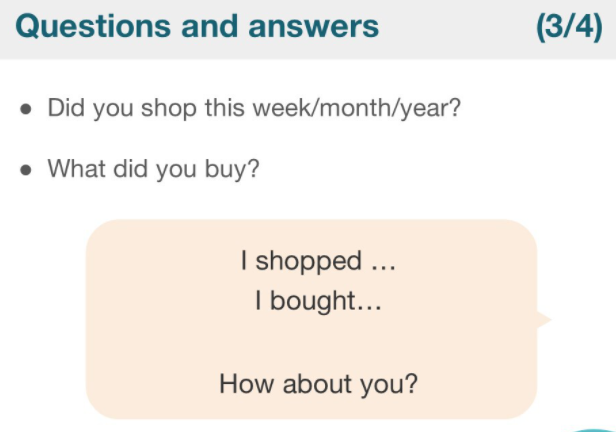 Questions and answers (3/4)
• Did you shop this week/month/year?
• What did you buy?
I shopped …
I bought…
How about you?